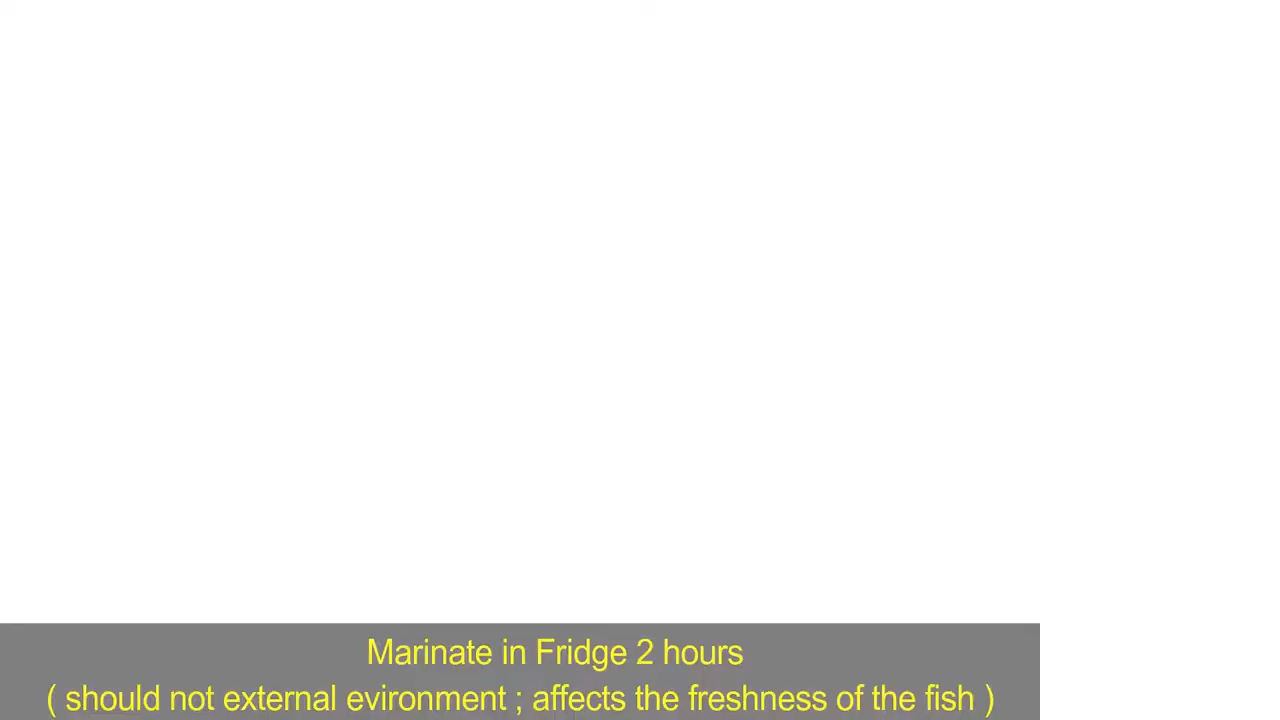 Marinate in Fridge 2 hours
( should not external evironment ; affects the freshness of the fish )